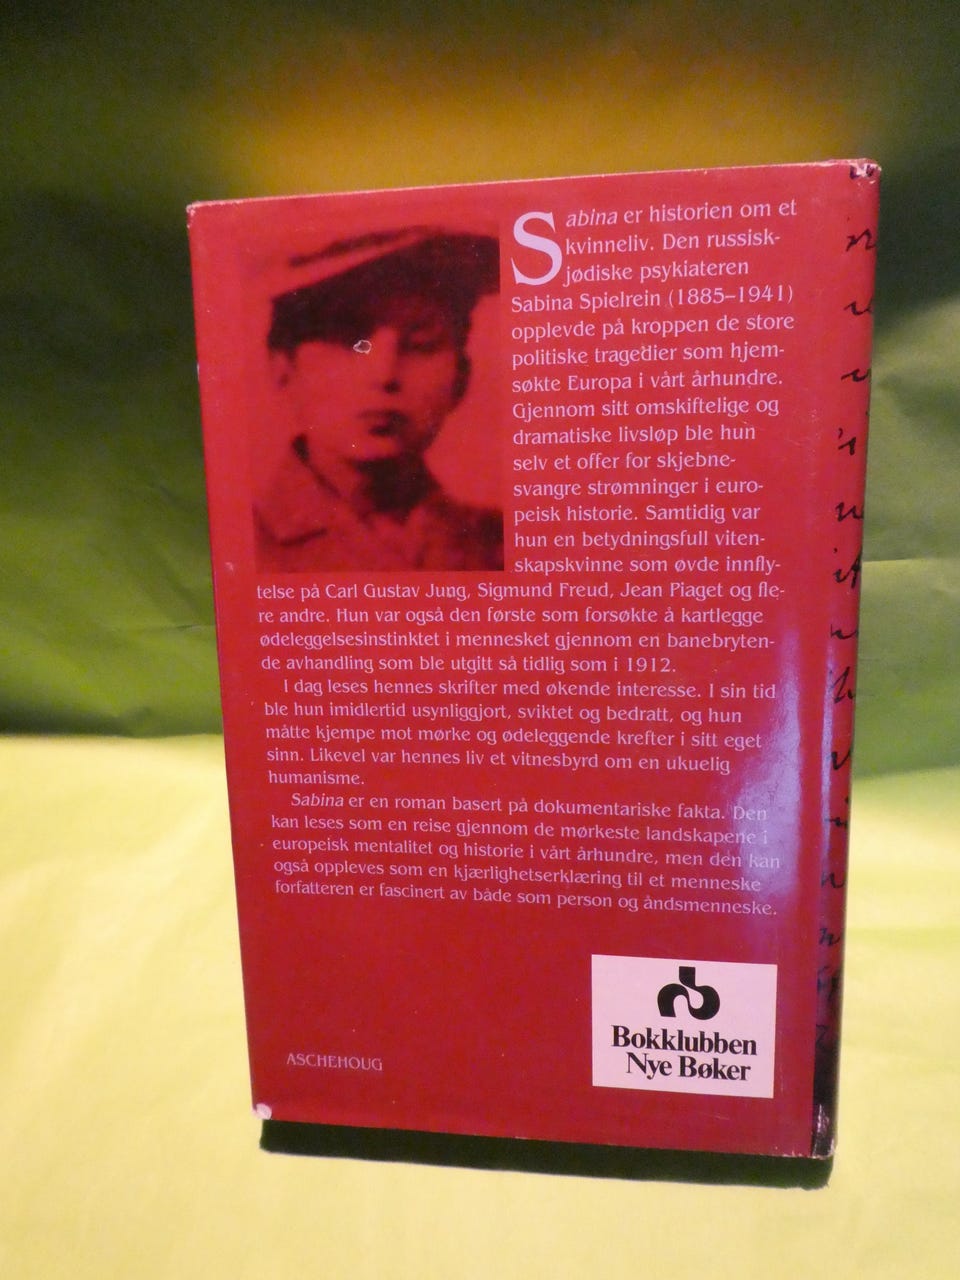 Sabina er historien om et
kvinneliv. Den russisk-
jødiske psykiateren
Sabina Spielrein (1885–1941)
opplevde på kroppen de store
politiske tragedier som hjem-
søkte Europa i vårt århundre.
Gjennom sitt omskiftelige og
dramatiske livsløp ble hun
selv et offer for skjebne-
svangre strømninger i euro-
peisk historie. Samtidig var
hun en betydningsfull viten-
skapskvinne som øvde innfly-
telse på Carl Gustav Jung, Sigmund Freud, Jean Piaget og fle-
re andre. Hun var også den første som forsøkte å kartlegge
ødeleggelsesinstinktet i mennesket gjennom en banebryten-
de avhandling som ble utgitt så tidlig som i 1912.
I dag leses hennes skrifter med økende interesse. I sin tid
ble hun imidlertid usynliggjort, sviktet og bedratt, og hun
måtte kjempe mot mørke og ødeleggende krefter i sitt eget
sinn. Likevel var hennes liv et vitnesbyrd om en ukuelig
humanisme.
Sabina er en roman basert på dokumentariske fakta. Den
kan leses som en reise gjennom de mørkeste landskapene i
europeisk mentalitet og historie i vårt århundre, men den kan
også oppleves som en kjærlighetserklæring til et menneske
forfatteren er fascinert av både som person og åndsmenneske.
Bokklubben
Nye Bøker
ASCHEHOUG